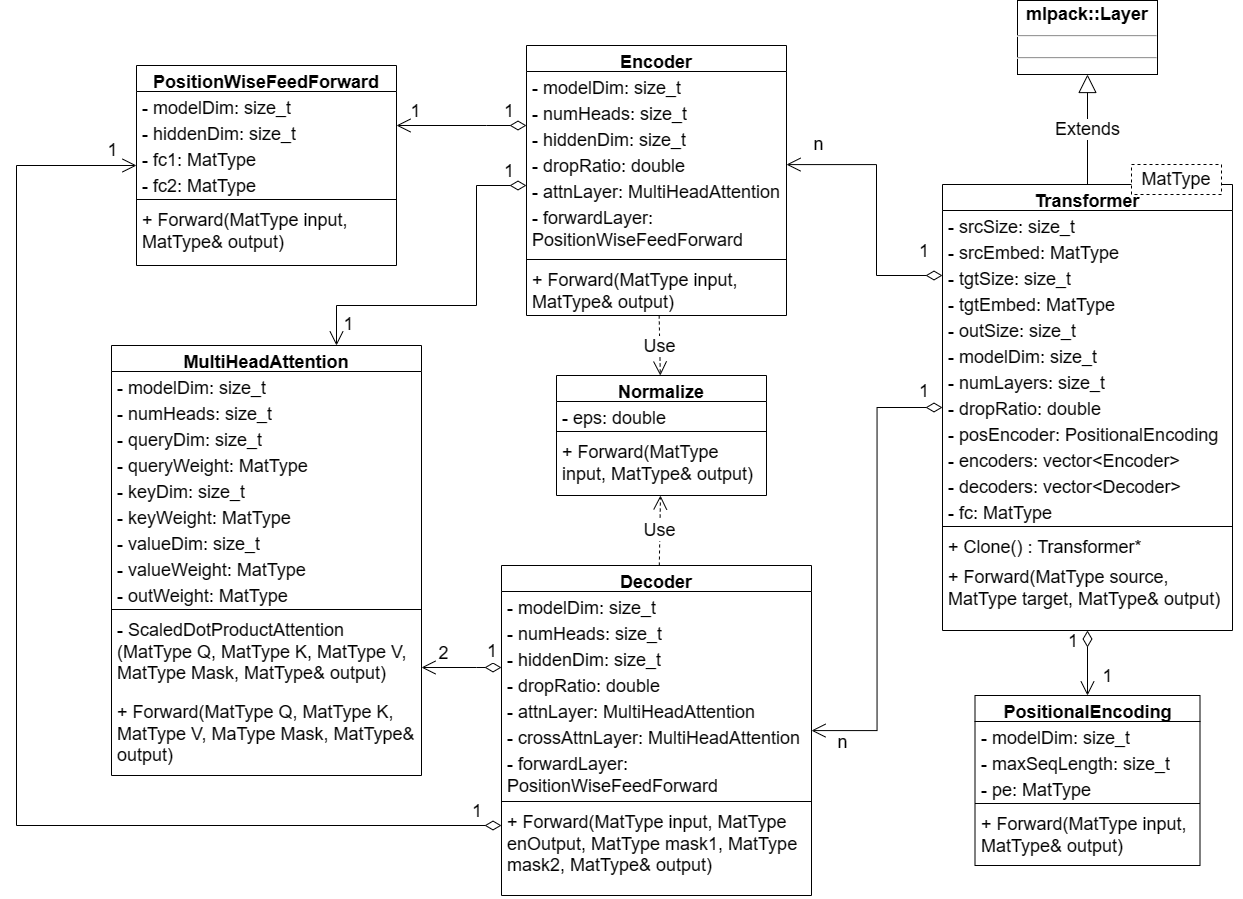 mlpack::Layer
Extends
PositionWiseFeedForward
- modelDim: size_t
- hiddenDim: size_t
- fc1: MatType
- fc2: MatType
+ Forward(MatType input,
MatType& output)
1
1
1
1
1
Encoder
- modelDim: size_t
- numHeads: size_t
- hiddenDim: size_t
- dropRatio: double
- attnLayer: MultiHeadAttention
- forwardLayer:
PositionWiseFeedForward
+ Forward(MatType input,
MatType& output)
n
1
1
n
MatType
Transformer
- srcSize: size_t
- srcEmbed: MatType
- tgtSize: size_t
- tgtEmbed: MatType
- outSize: size_t
- modelDim: size_t
- numLayers: size_t
- dropRatio: double
- posEncoder: PositionalEncoding
- encoders: vector<Encoder>
- decoders: vector<Decoder>
- fc: MatType
+ Clone() : Transformer*
+ Forward(MatType source,
MatType target, MatType& output)
Use
Normalize
- eps: double
+ Forward(MatType
input, MatType& output)
Use
MultiHeadAttention
- modelDim: size_t
- numHeads: size_t
- queryDim: size_t
- queryWeight: MatType
- keyDim: size_t
- keyWeight: MatType
- valueDim: size_t
- valueWeight: MatType
- outWeight: MatType
- ScaledDotProductAttention
(MatType Q, MatType K, MatType V,
MatType Mask, MatType& output)
+ Forward(MatType Q, MatType K,
MatType V, MaType Mask, MatType&
output)
2
1
1
Decoder
- modelDim: size_t
- numHeads: size_t
- hiddenDim: size_t
- dropRatio: double
- attnLayer: MultiHeadAttention
- crossAttnLayer: MultiHeadAttention
- forwardLayer:
PositionWiseFeedForward
+ Forward(MatType input, MatType
enOutput, MatType mask1, MatType
mask2, MatType& output)
1
1
PositionalEncoding
- modelDim: size_t
- maxSeqLength: size_t
- pe: MatType
+ Forward(MatType input,
MatType& output)